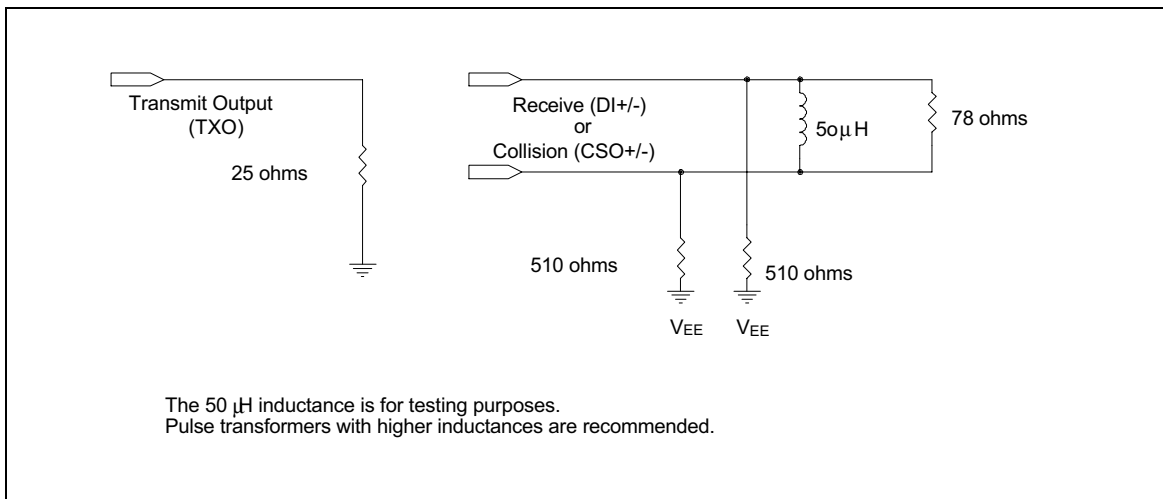 Transmit Output
(TXO)
25 ohms
Receive (DI+/-)
or
Collision (CSO+/-)
5oμH
78 ohms
510 ohms
510 ohms
VEE
VEE
The 50 μH inductance is for testing purposes.
Pulse transformers with higher inductances are recommended.